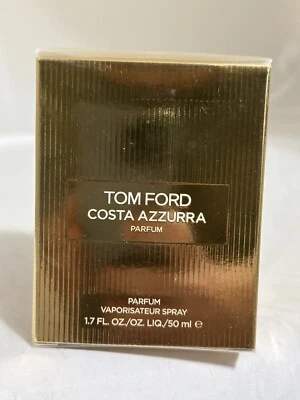 TOM FORD
COSTA AZZURRA
PARFUM
PARFUM
VAPORISATEUR SPRAY
1.7 FL. OZ./OZ. LIQ./50 ml ℮